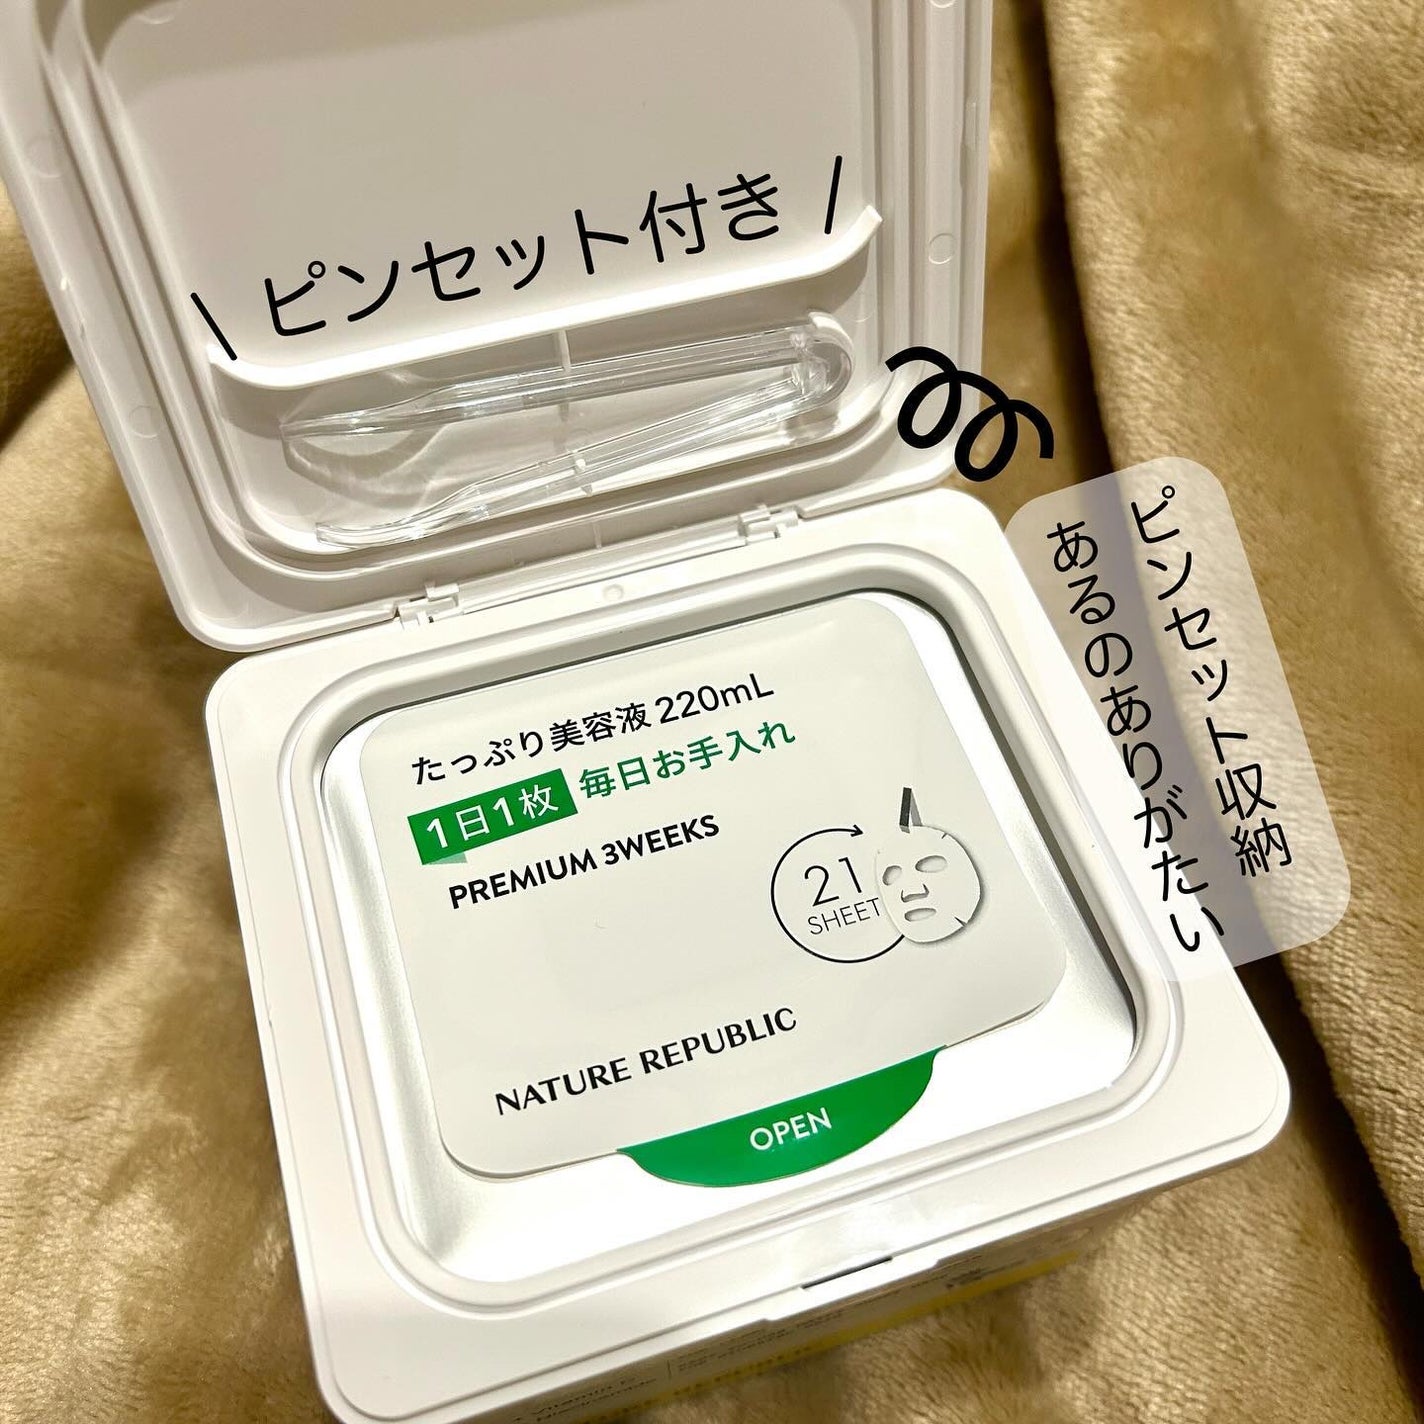 \ ピンセット付き /
ピンセット収納
あるのありがたい
たっぷり美容液 220mL
1日1枚 毎日お手入れ
PREMIUM 3WEEKS
21
SHEET
NATURE REPUBLIC
OPEN